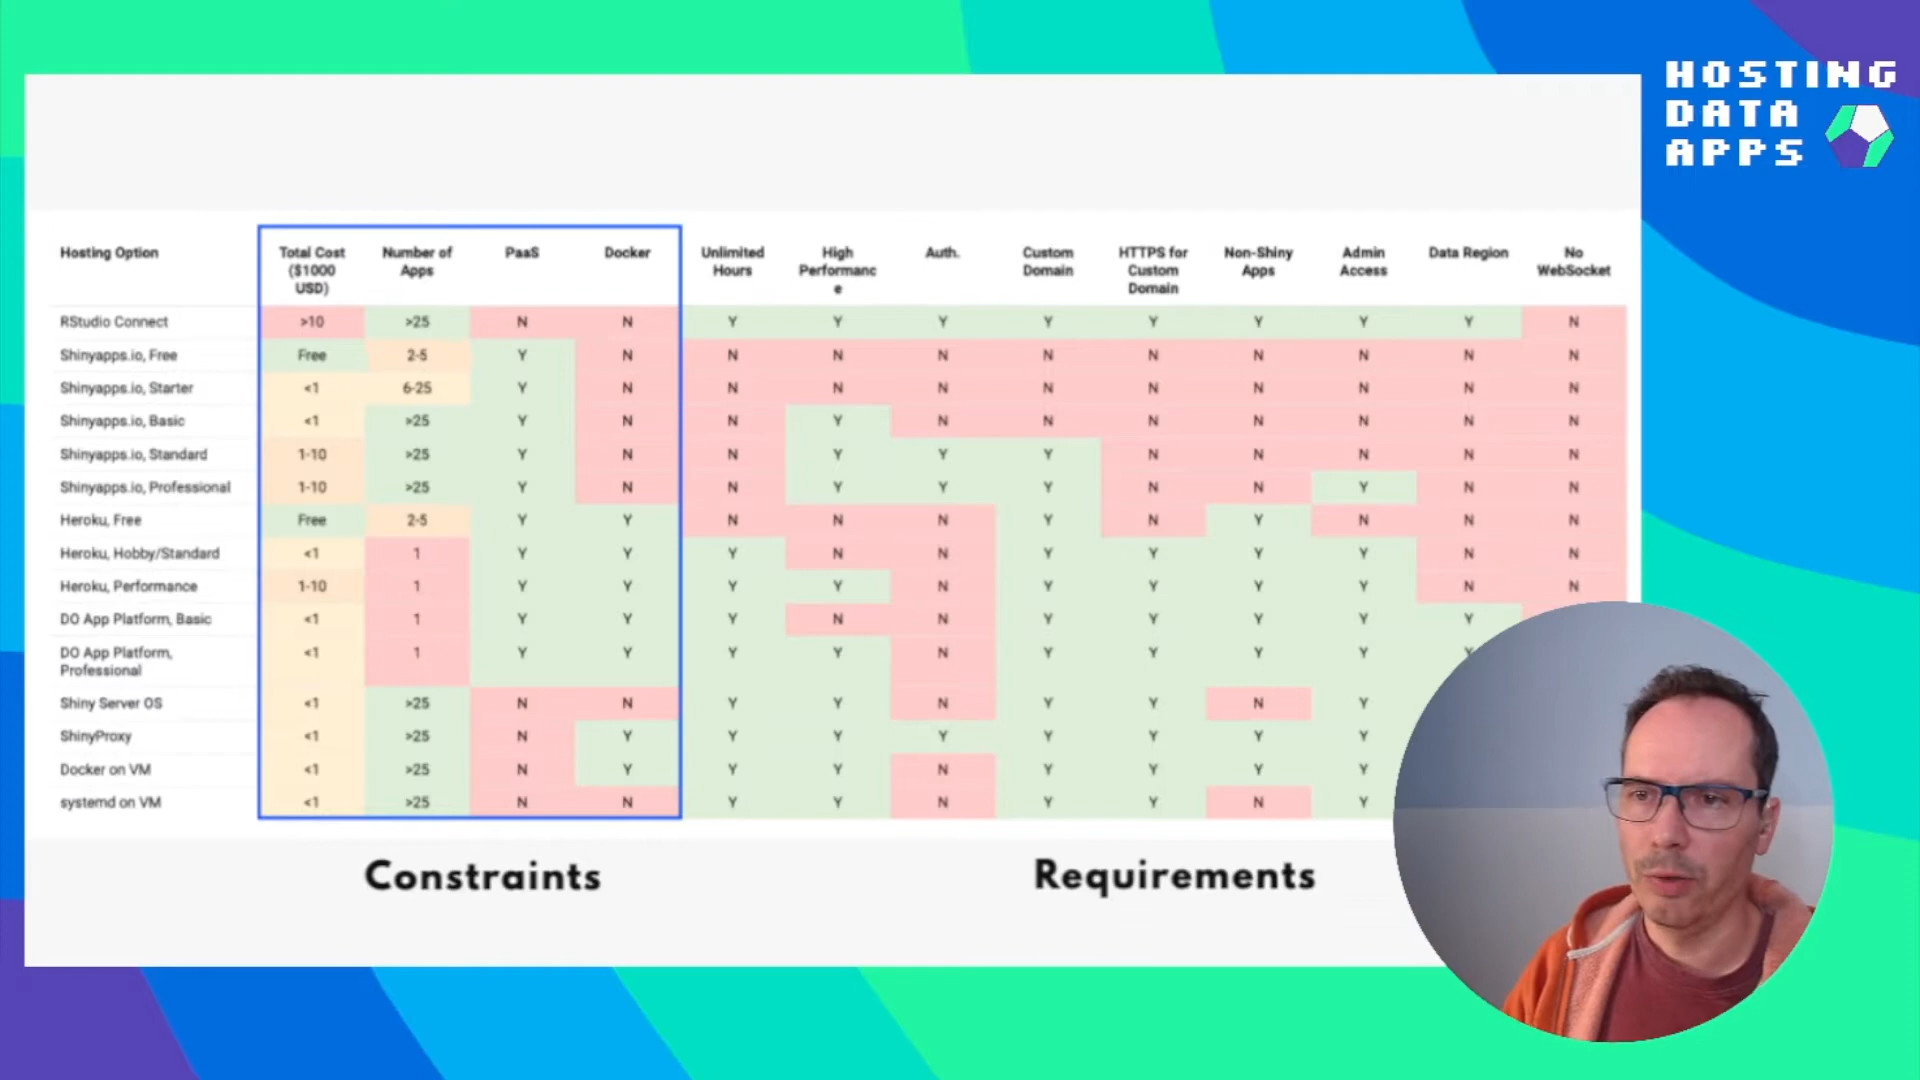 HOSTING
DATA
APPS
Hosting Option Total Cost ($1000 USD) Number of Apps PaaS Docker Unlimited Hours High Performanc e Auth. Custom Domain HTTPS for Custom Domain Non-Shiny Apps Admin Access Data Region No WebSocket
RStudio Connect >10 >25 N N Y Y Y Y Y Y Y Y N
Shinyapps.io, Free Free 2-5 Y N N N N N N N N N N
Shinyapps.io, Starter <1 6-25 Y N N N N N N N N N N
Shinyapps.io, Basic <1 >25 Y N N Y N N N N N N N
Shinyapps.io, Standard 1-10 >25 Y N N Y Y Y N N N N N
Shinyapps.io, Professional 1-10 >25 Y N N Y Y Y N N Y N N
Heroku, Free Free 2-5 Y Y N N N Y N Y N N N
Heroku, Hobby/Standard <1 1 Y Y Y N N Y Y Y Y N N
Heroku, Performance 1-10 1 Y Y Y Y N Y Y Y Y N N
DO App Platform, Basic <1 1 Y Y Y N N Y Y Y Y Y
DO App Platform, Professional <1 1 Y Y Y Y N Y Y Y Y Y
Shiny Server OS <1 >25 N N Y Y N Y Y N Y
ShinyProxy <1 >25 N Y Y Y Y Y Y Y Y
Docker on VM <1 >25 N Y Y Y N Y Y Y Y
systemd on VM <1 >25 N N Y Y N Y Y N Y
Constraints Requirements